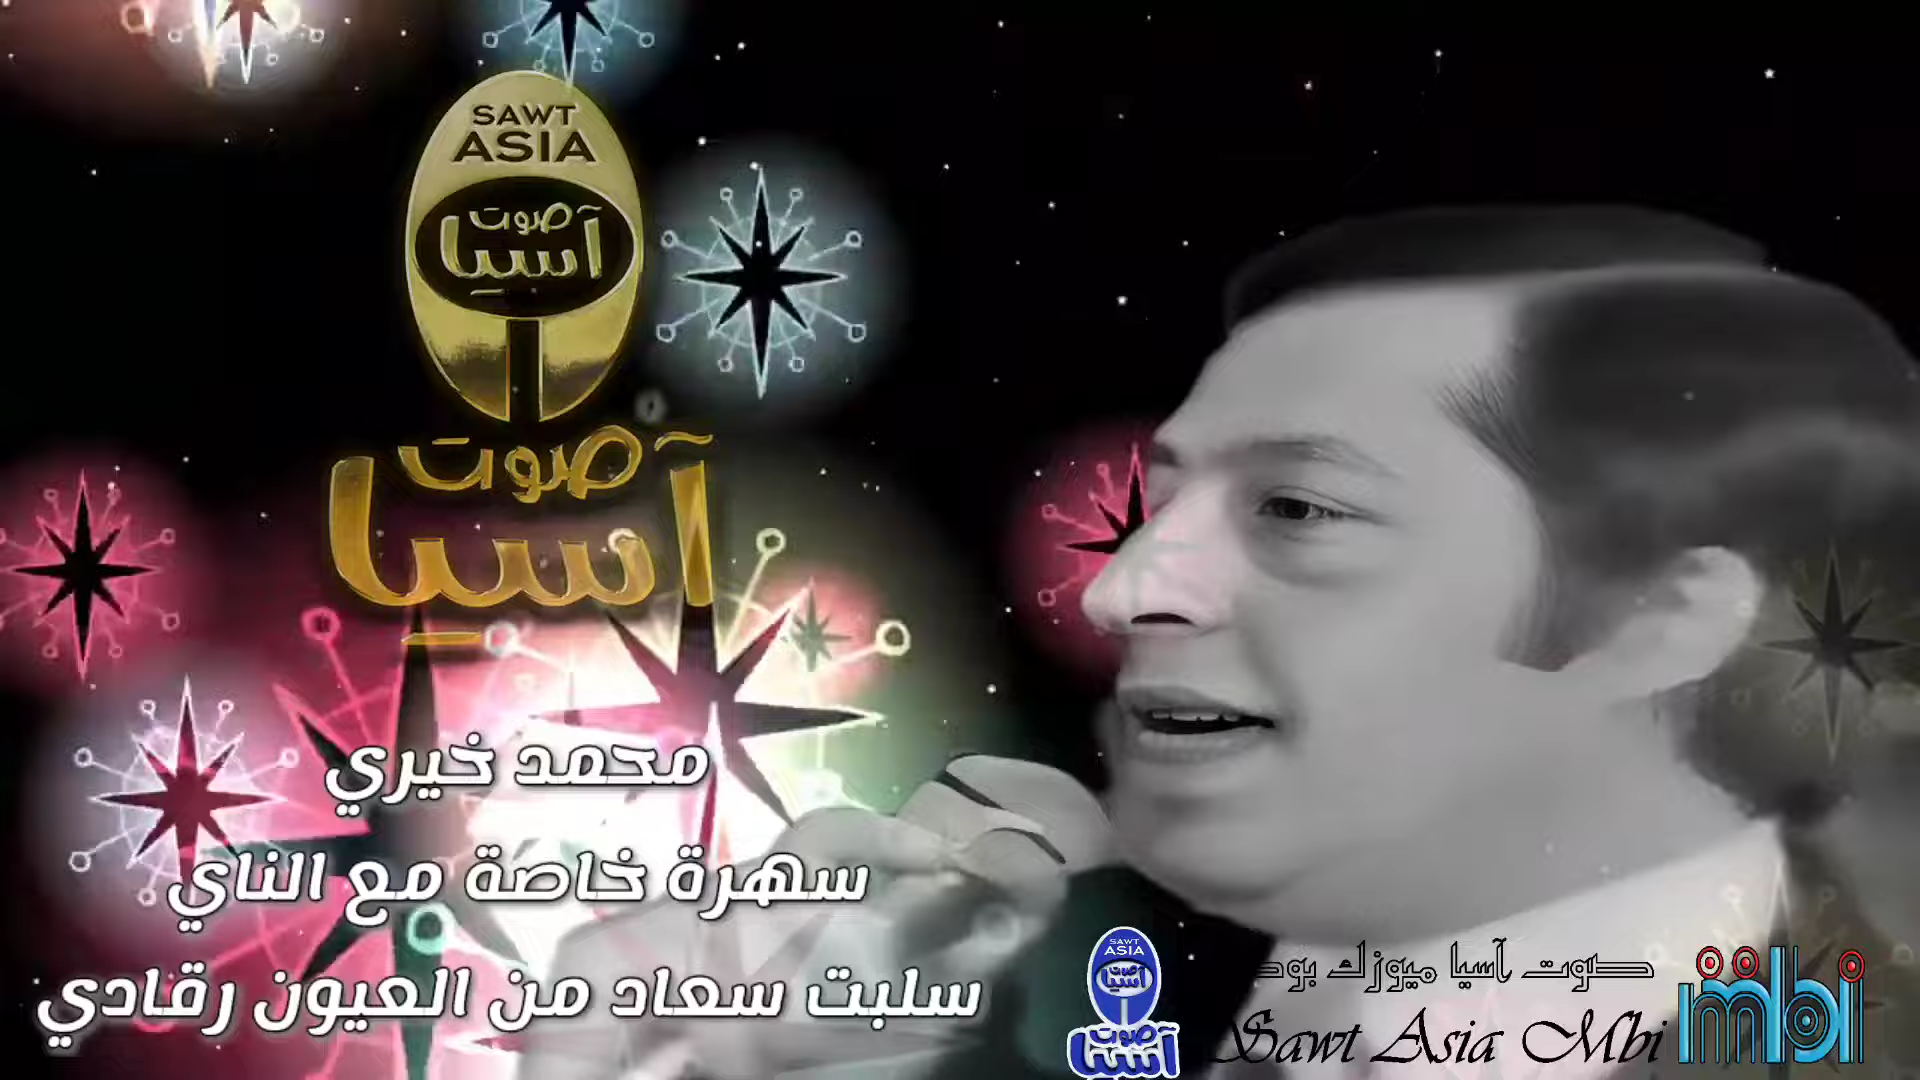 SAWT
ASIA
صوت
آسيا
صوت
آسيا
محمد خيري
سهرة خاصة مع الناي
سلبت سعاد من العيون رقادي
SAWT
ASIA
صوت
آسيا
صوت
آسيا
صوت آسيا ميوزك بود
Sawt Asia Mbi
mbi